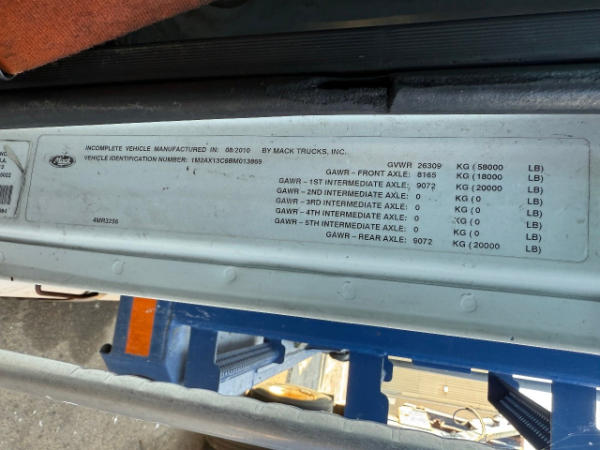 INCOMPLETE VEHICLE MANUFACTURED IN: 08/2010 BY MACK TRUCKS, INC.
VEHICLE IDENTIFICATION NUMBER: 1M2AX13C6BM013869
Mack
GVWR 26309 KG ( 58000 LB)
GAWR – FRONT AXLE: 8165 KG ( 18000 LB)
GAWR – 1ST INTERMEDIATE AXLE: 9072 KG ( 20000 LB)
GAWR – 2ND INTERMEDIATE AXLE: 0 KG ( 0 LB)
GAWR – 3RD INTERMEDIATE AXLE: 0 KG ( 0 LB)
GAWR – 4TH INTERMEDIATE AXLE: 0 KG ( 0 LB)
GAWR – 5TH INTERMEDIATE AXLE: 0 KG ( 0 LB)
GAWR – REAR AXLE: 9072 KG ( 20000 LB)
4MR3256